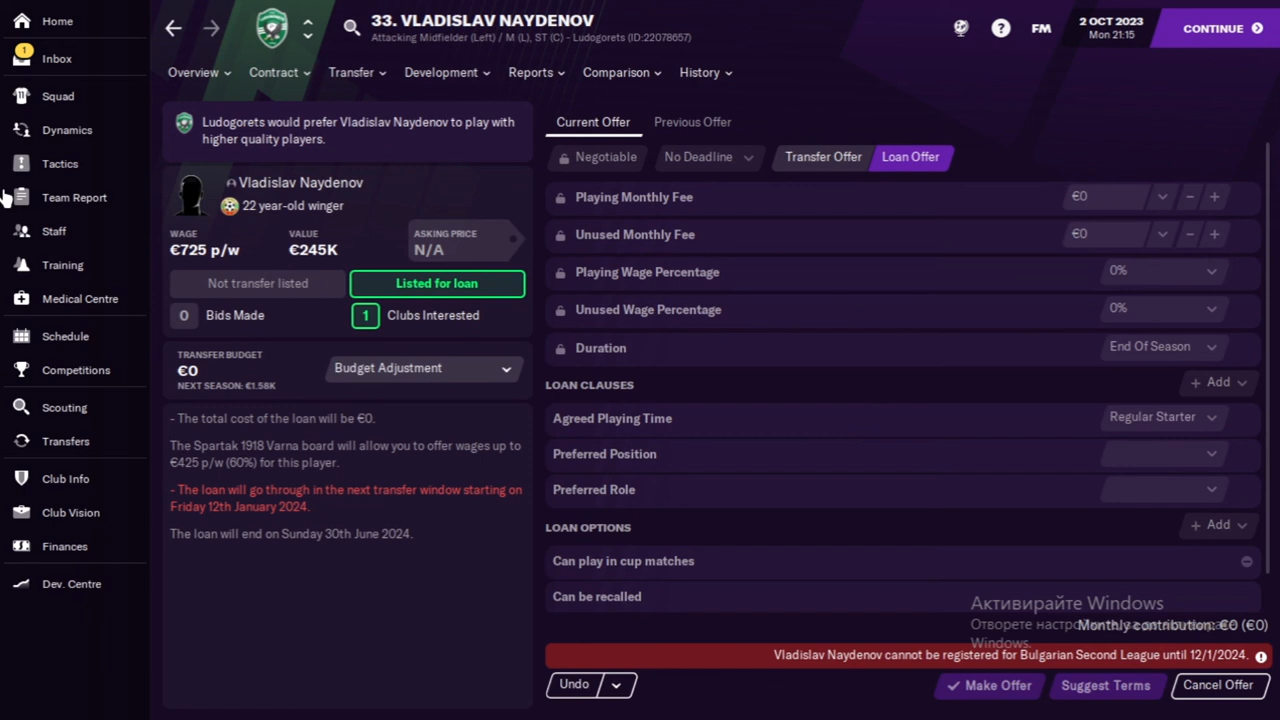 Home
1
Inbox
Squad
Dynamics
Tactics
Team Report
Staff
Training
Medical Centre
Schedule
Competitions
Scouting
Transfers
Club Info
Club Vision
Finances
Dev. Centre
33. VLADISLAV NAYDENOV
Attacking Midfielder (Left) / M (L), ST (C) - Ludogorets (ID:22078657)
?
FM
2 OCT 2023
Mon 21:15
CONTINUE
Overview
Contract
Transfer
Development
Reports
Comparison
History
Ludogorets would prefer Vladislav Naydenov to play with
higher quality players.
Vladislav Naydenov
22 year-old winger
WAGE
€725 p/w
VALUE
€245K
ASKING PRICE
N/A
Not transfer listed
Listed for loan
0 Bids Made
1 Clubs Interested
TRANSFER BUDGET
€0
NEXT SEASON: €1.58K
Budget Adjustment
- The total cost of the loan will be €0.
The Spartak 1918 Varna board will allow you to offer wages up to
€425 p/w (60%) for this player.
- The loan will go through in the next transfer window starting on
Friday 12th January 2024.
The loan will end on Sunday 30th June 2024.
Current Offer
Previous Offer
Negotiable
No Deadline
Transfer Offer
Loan Offer
Playing Monthly Fee €0 - +
Unused Monthly Fee €0 - +
Playing Wage Percentage 0%
Unused Wage Percentage 0%
Duration End Of Season
LOAN CLAUSES + Add
Agreed Playing Time Regular Starter
Preferred Position
Preferred Role
LOAN OPTIONS + Add
Can play in cup matches
Can be recalled
Активирайте Windows
Отворете
Windows.
Monthly contribution: €0 (€0)
Vladislav Naydenov cannot be registered for Bulgarian Second League until 12/1/2024.
Undo
Make Offer
Suggest Terms
Cancel Offer